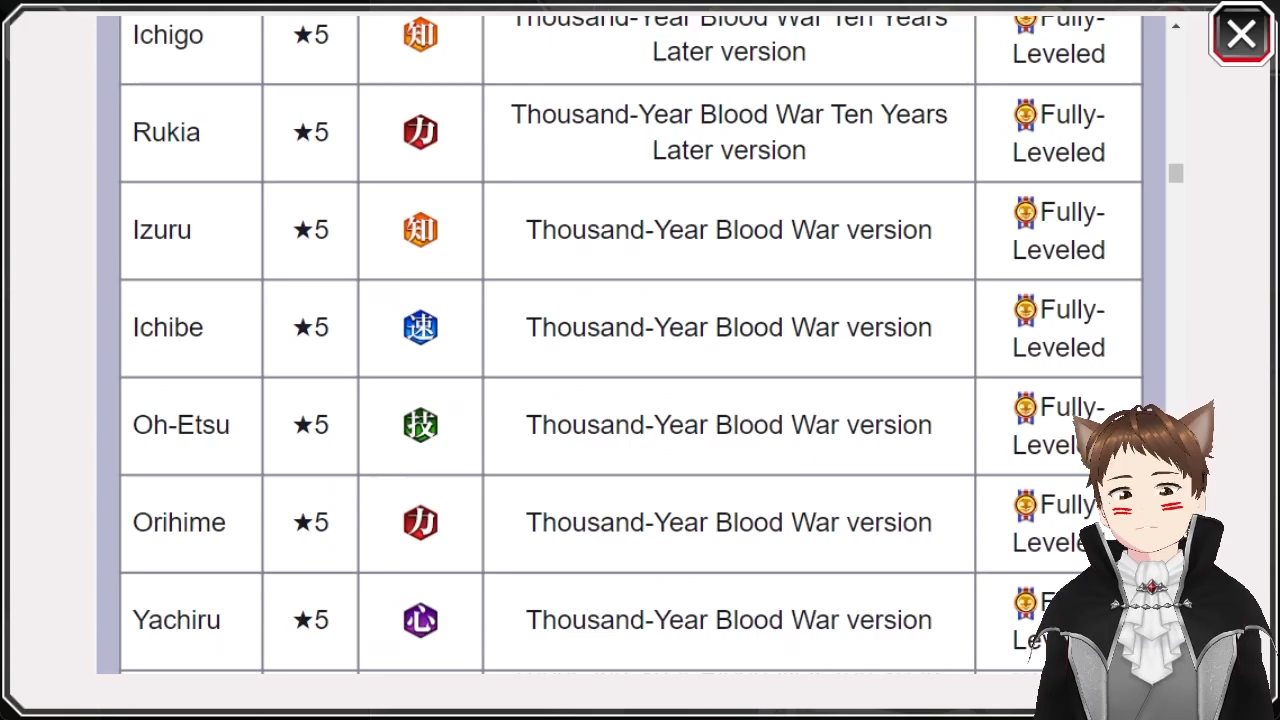 Ichigo ★5 知 Thousand-Year Blood War Ten Years Later version Fully-Leveled
Rukia ★5 力 Thousand-Year Blood War Ten Years Later version Fully-Leveled
Izuru ★5 知 Thousand-Year Blood War version Fully-Leveled
Ichibe ★5 速 Thousand-Year Blood War version Fully-Leveled
Oh-Etsu ★5 技 Thousand-Year Blood War version Fully-
Orihime ★5 力 Thousand-Year Blood War version Fully-
Yachiru ★5 心 Thousand-Year Blood War version